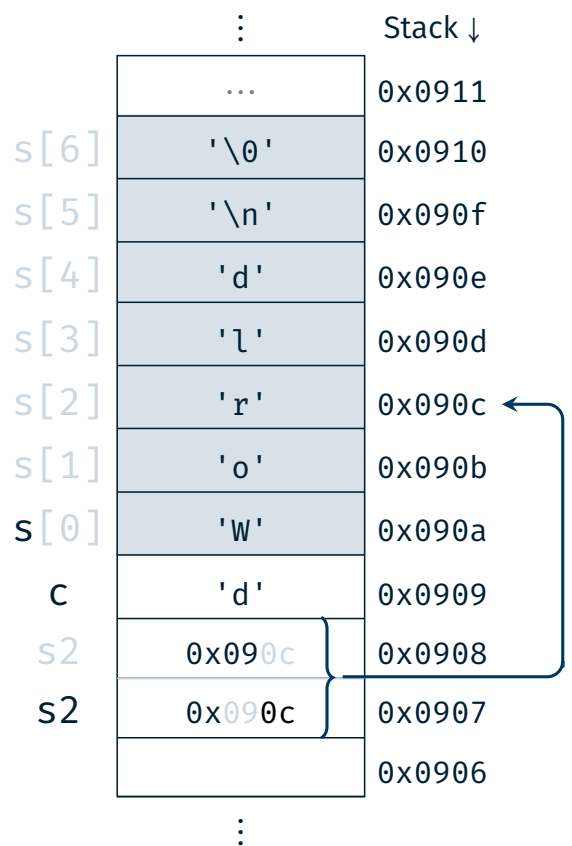 ⋮ Stack ↓
... 0x0911
s[6] '\0' 0x0910
s[5] '\n' 0x090f
s[4] 'd' 0x090e
s[3] 'l' 0x090d
s[2] 'r' 0x090c
s[1] 'o' 0x090b
s[0] 'W' 0x090a
c 'd' 0x0909
s2 0x090c 0x0908
s2 0x090c 0x0907
0x0906
⋮